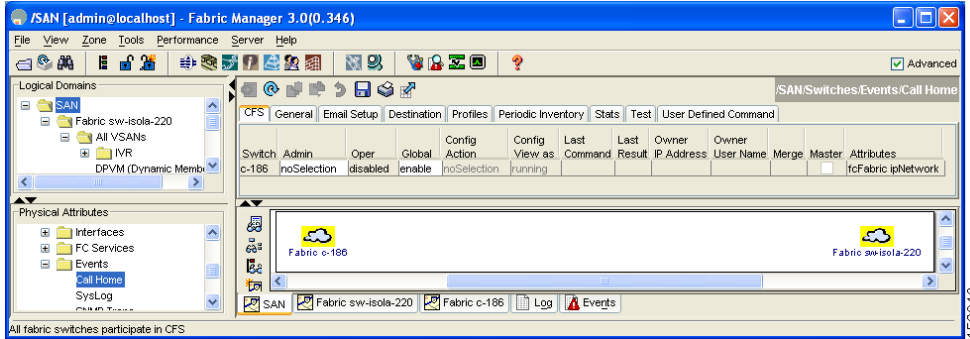 /SAN [admin@localhost] - Fabric Manager 3.0(0.346)
File View Zone Tools Performance Server Help
Advanced
Logical Domains
SAN
Fabric sw-isola-220
All VSANs
IVR
DPVM (Dynamic Membe
/SAN/Switches/Events/Call Home
CFS General Email Setup Destination Profiles Periodic Inventory Stats Test User Defined Command
Config Config Last Last Owner Owner
Switch Admin Oper Global Action View as Command Result IP Address User Name Merge Master Attributes
c-186 noSelection disabled enable noSelection running fcFabric ipNetwork
Physical Attributes
Interfaces
FC Services
Events
Call Home
SysLog
Fabric c-186
Fabric sw-isola-220
SAN Fabric sw-isola-220 Fabric c-186 Log Events
All fabric switches participate in CFS